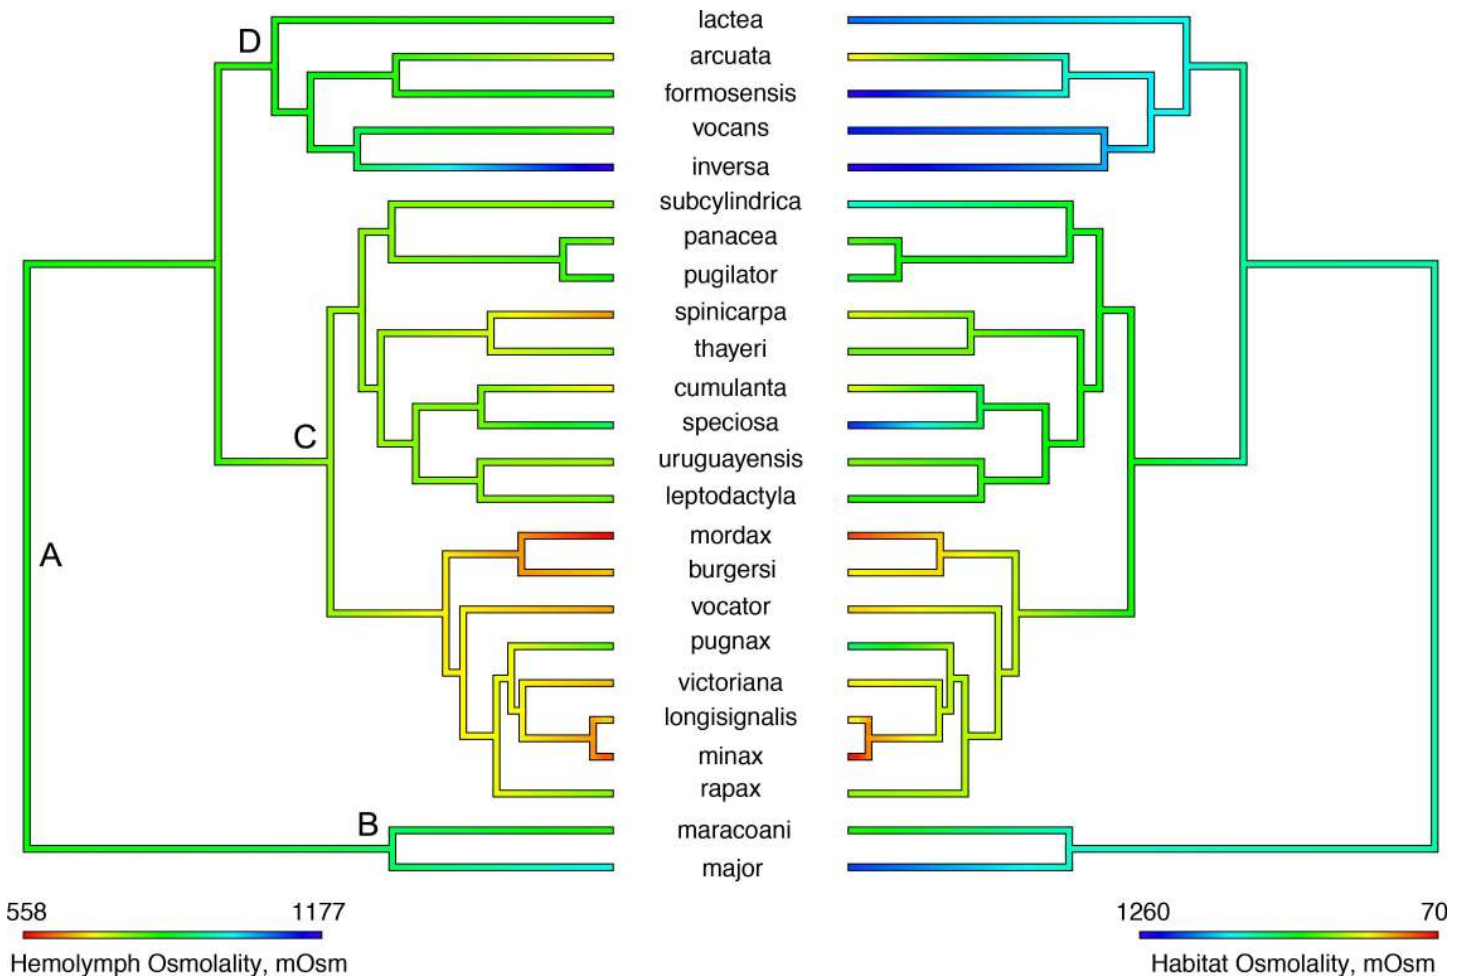 lactea
D
arcuata
formosensis
vocans
inversa
subcylindrica
panacea
pugilator
spinicarpa
thayeri
cumulanta
speciosa
C
uruguayensis
leptodactyla
mordax
A
burgersi
vocator
pugnax
victoriana
longisignalis
minax
rapax
B
maracoani
major
558 1177
Hemolymph Osmolality, mOsm
1260 70
Habitat Osmolality, mOsm